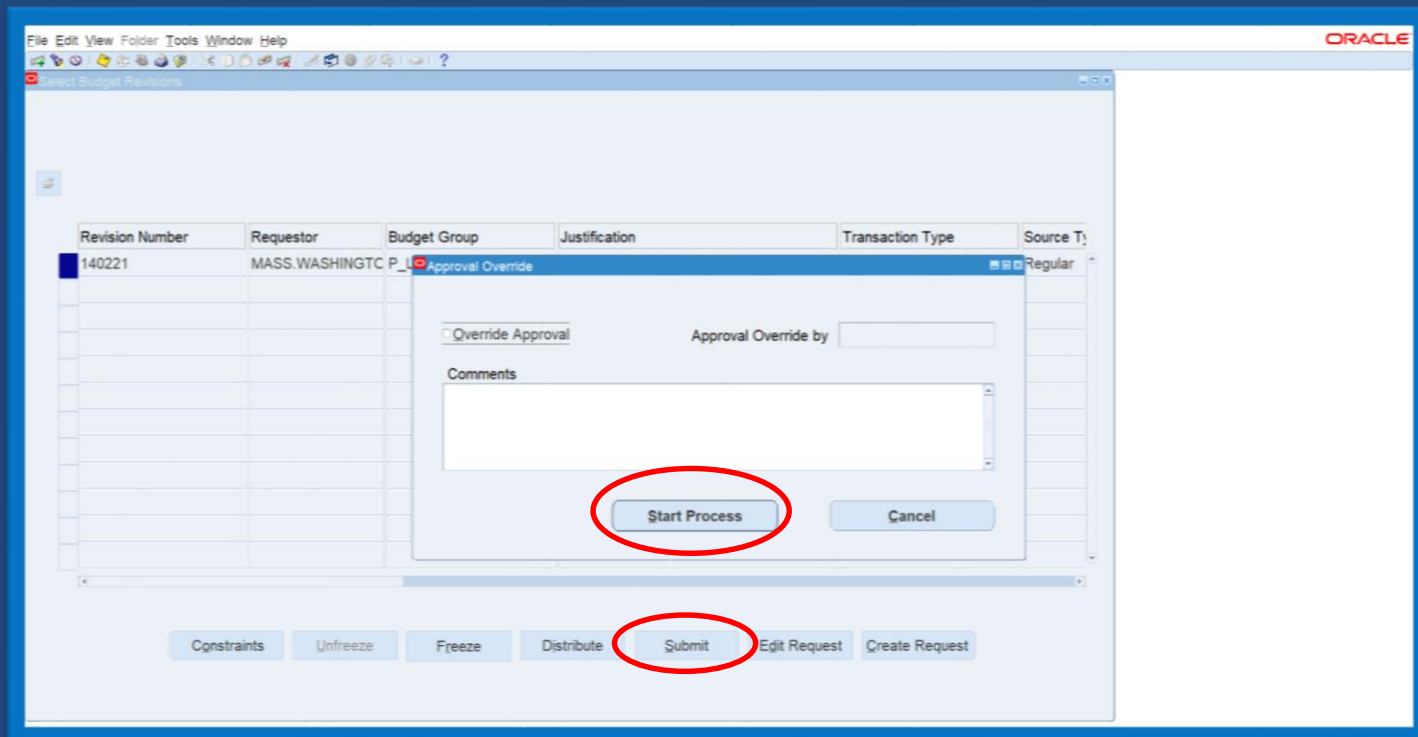 File Edit View Folder Tools Window Help
ORACLE
Select Budget Revisions
Revision Number Requestor Budget Group Justification Transaction Type Source Ty
140221 MASS.WASHINGTC Regular
Approval Override
Override Approval Approval Override by
Comments
Start Process Cancel
Constraints Unfreeze Freeze Distribute Submit Edit Request Create Request